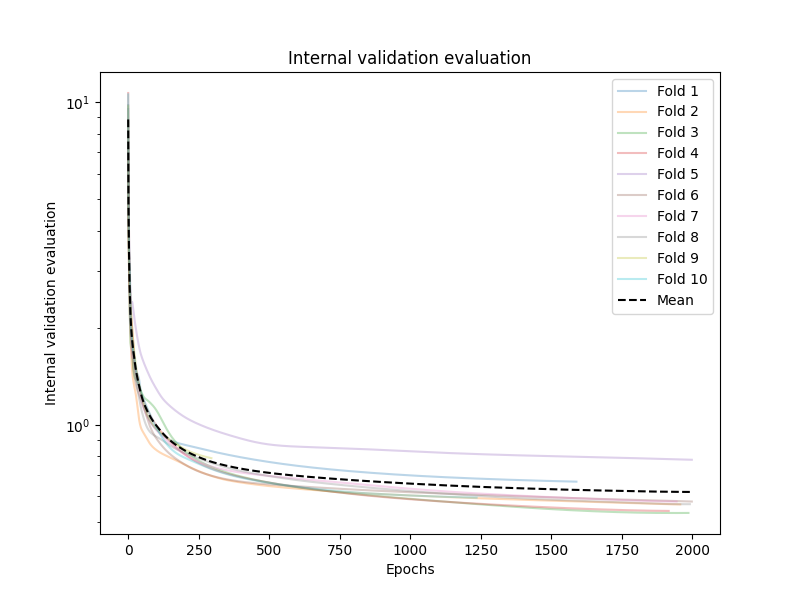 Internal validation evaluation
Internal validation evaluation
10¹
10⁰
Fold 1
Fold 2
Fold 3
Fold 4
Fold 5
Fold 6
Fold 7
Fold 8
Fold 9
Fold 10
Mean
0 250 500 750 1000 1250 1500 1750 2000
Epochs